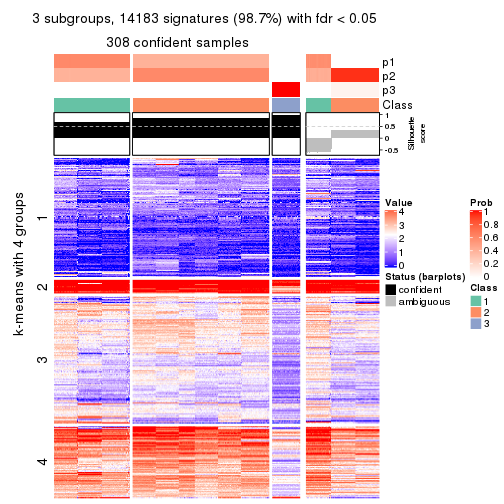 3 subgroups, 14183 signatures (98.7%) with fdr < 0.05
308 confident samples
p1
p2
p3
Class
1
0.5
0
-0.5
Silhouette
score
k-means with 4 groups
1
2
3
4
Value
4
3
2
1
0
Status (barplots)
confident
ambiguous
Prob
1
0.8
0.6
0.4
0.2
0
Class
1
2
3